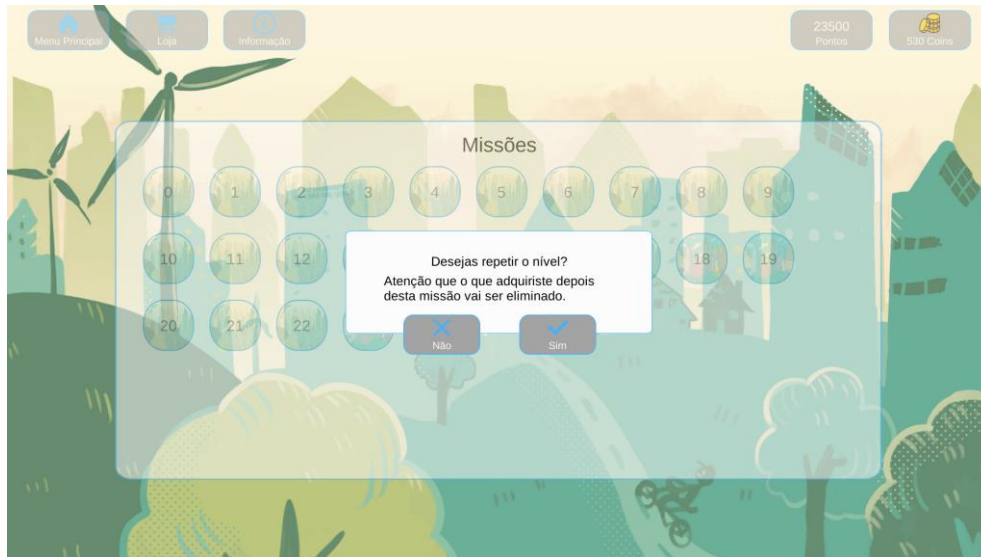 Menu Principal
Loja
Informação
23500
Pontos
530 Coins
Missões
0 1 2 3 4 5 6 7 8 9
10 11 12 18 19
20 21 22
Desejas repetir o nível?
Atenção que o que adquiriste depois
desta missão vai ser eliminado.
Não
Sim